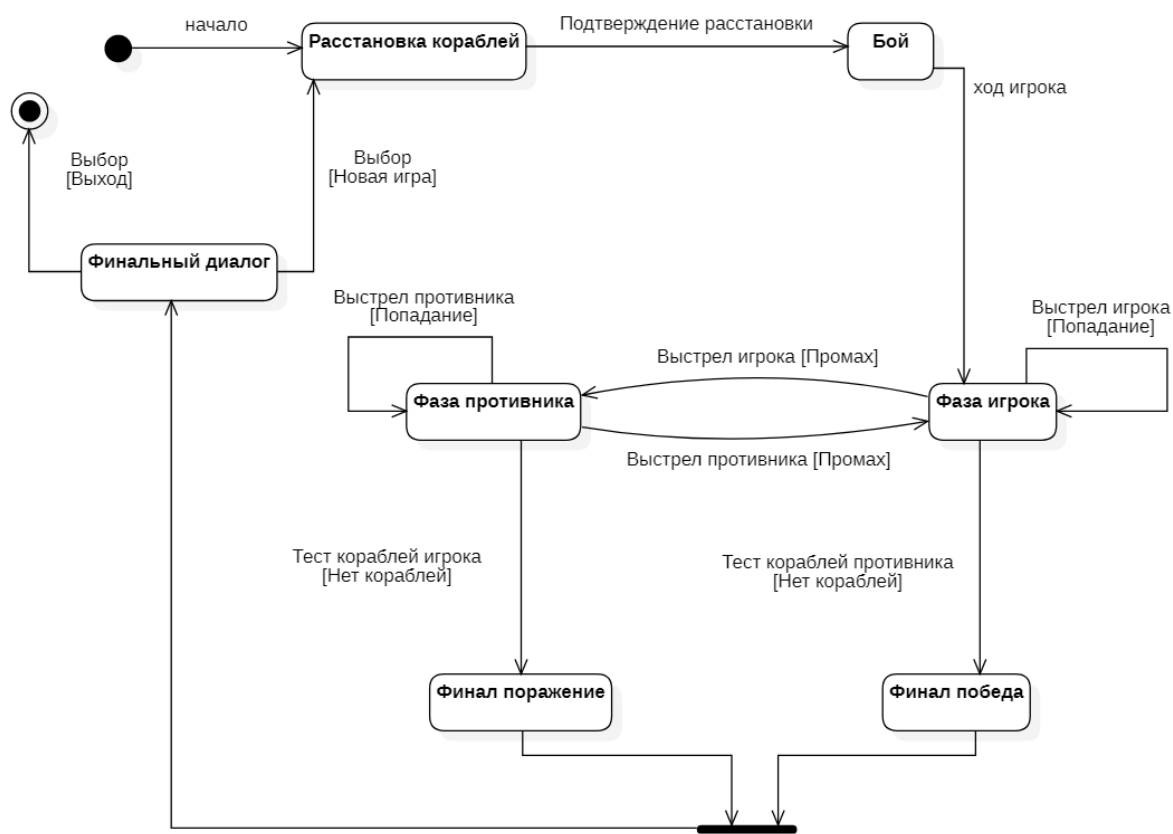 начало
Расстановка кораблей
Подтверждение расстановки
Бой
ход игрока
Выбор
[Выход]
Выбор
[Новая игра]
Финальный диалог
Выстрел противника
[Попадание]
Выстрел игрока
[Попадание]
Выстрел игрока [Промах]
Фаза противника
Фаза игрока
Выстрел противника [Промах]
Тест кораблей игрока
[Нет кораблей]
Тест кораблей противника
[Нет кораблей]
Финал поражение
Финал победа